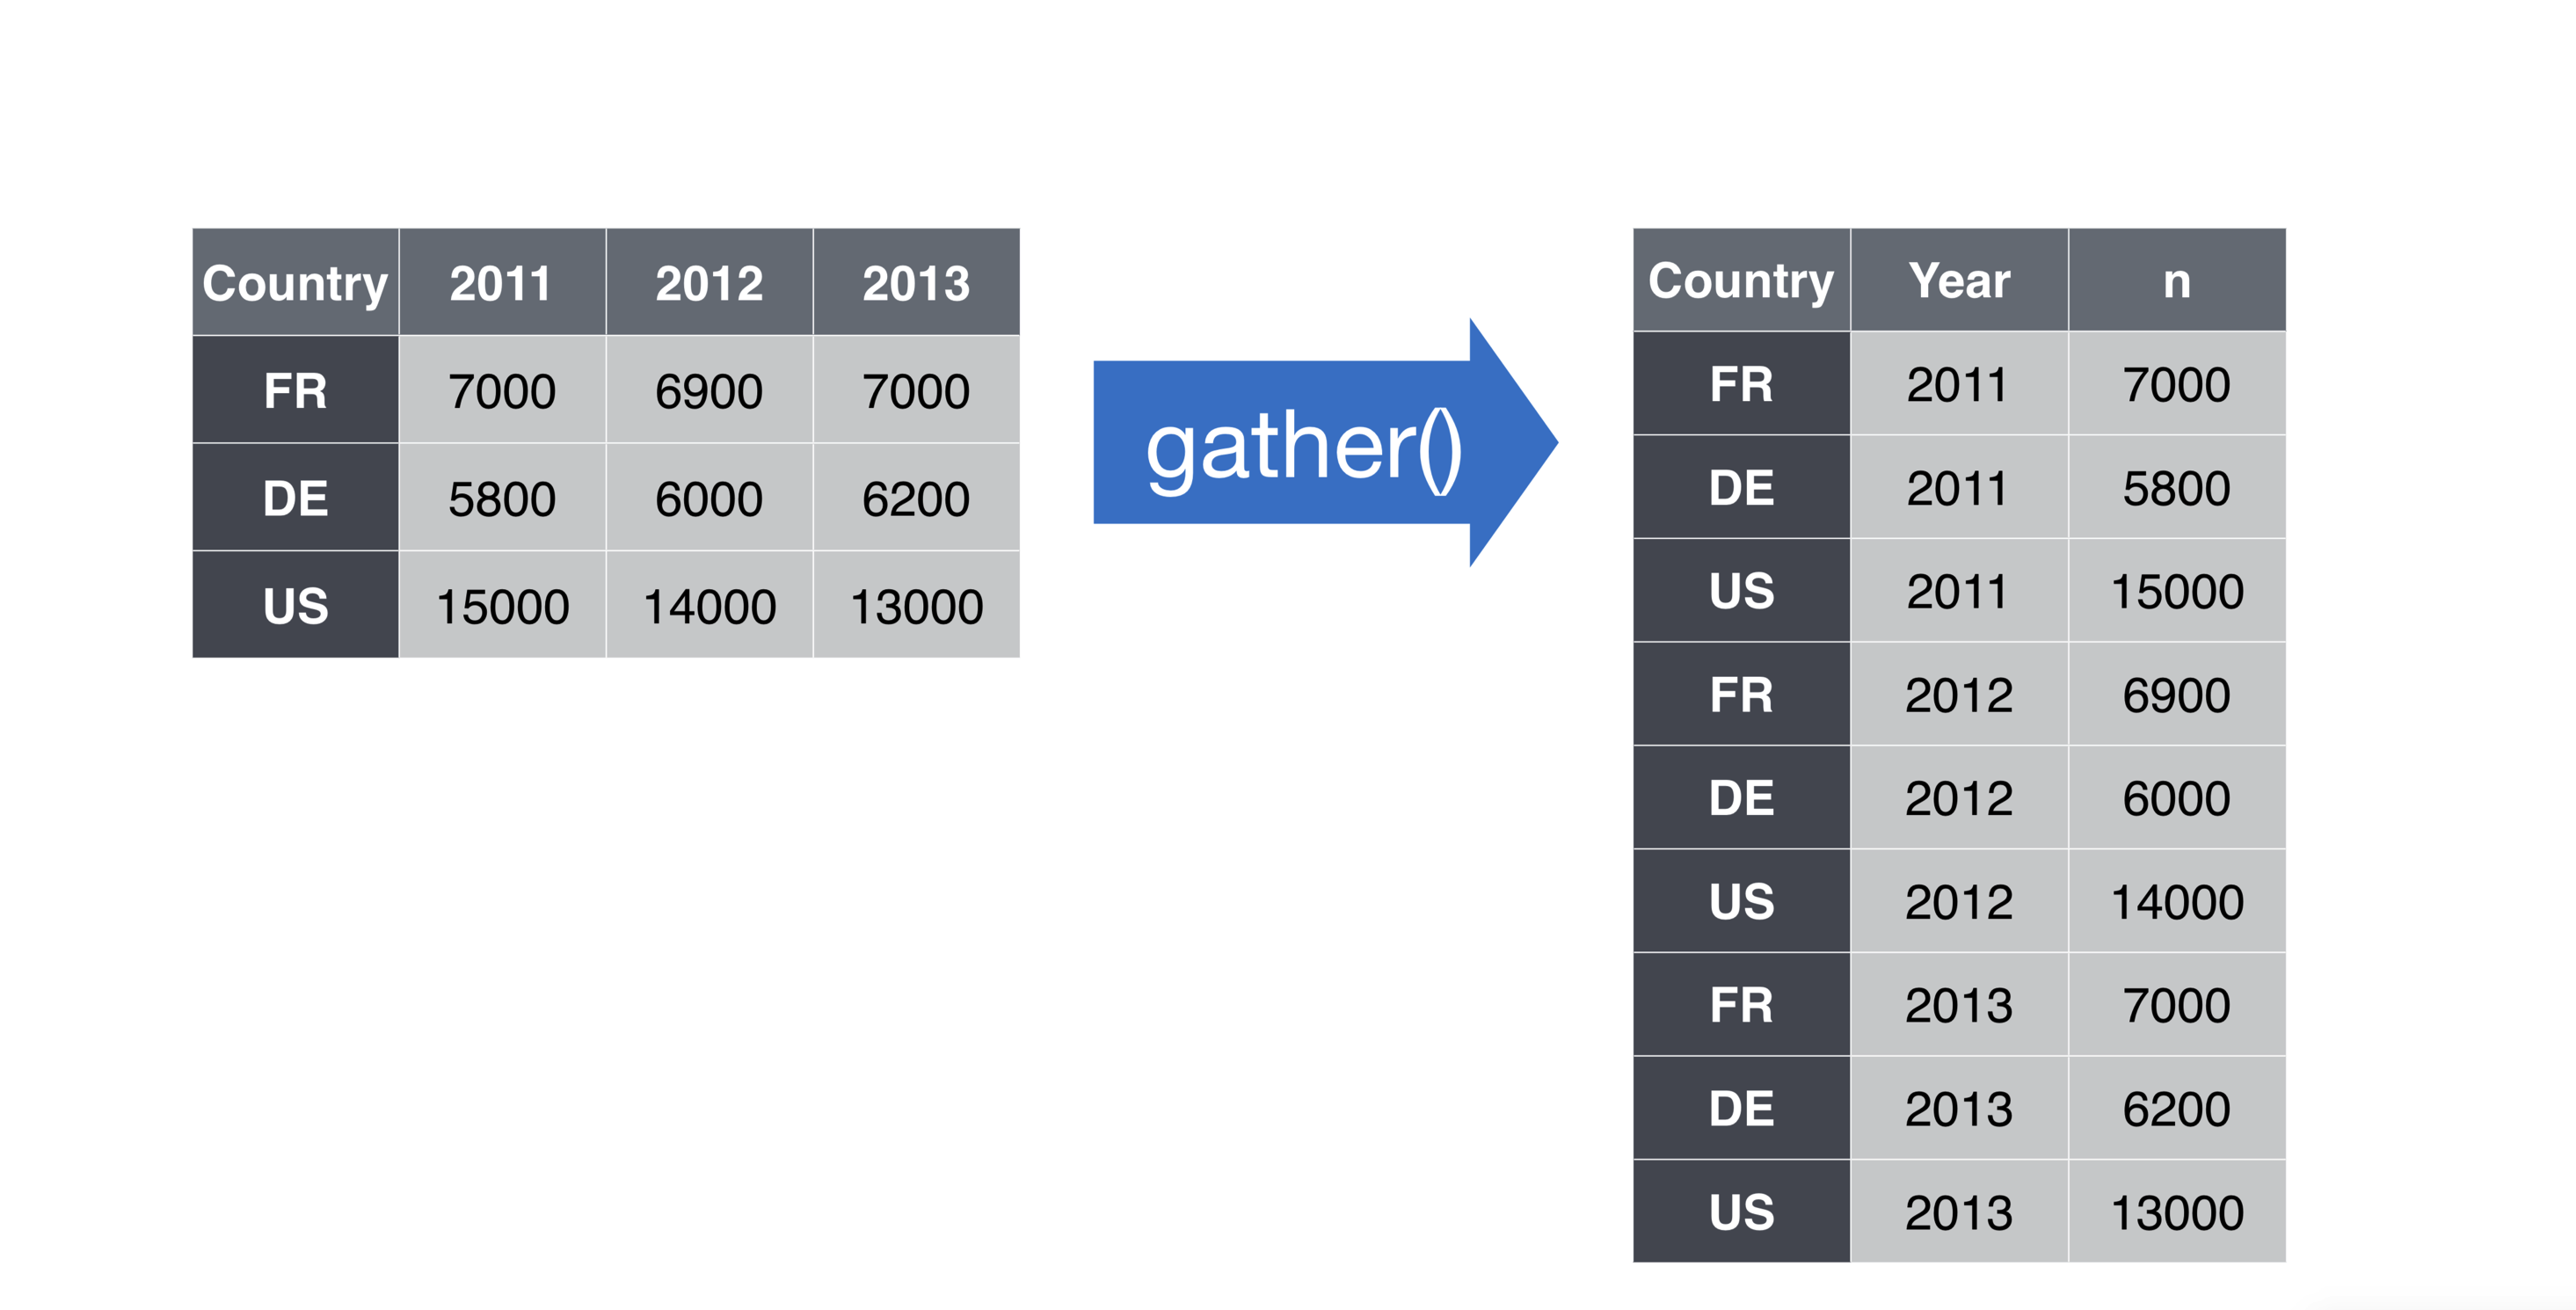 Country 2011 2012 2013
FR 7000 6900 7000
DE 5800 6000 6200
US 15000 14000 13000
gather()
Country Year n
FR 2011 7000
DE 2011 5800
US 2011 15000
FR 2012 6900
DE 2012 6000
US 2012 14000
FR 2013 7000
DE 2013 6200
US 2013 13000